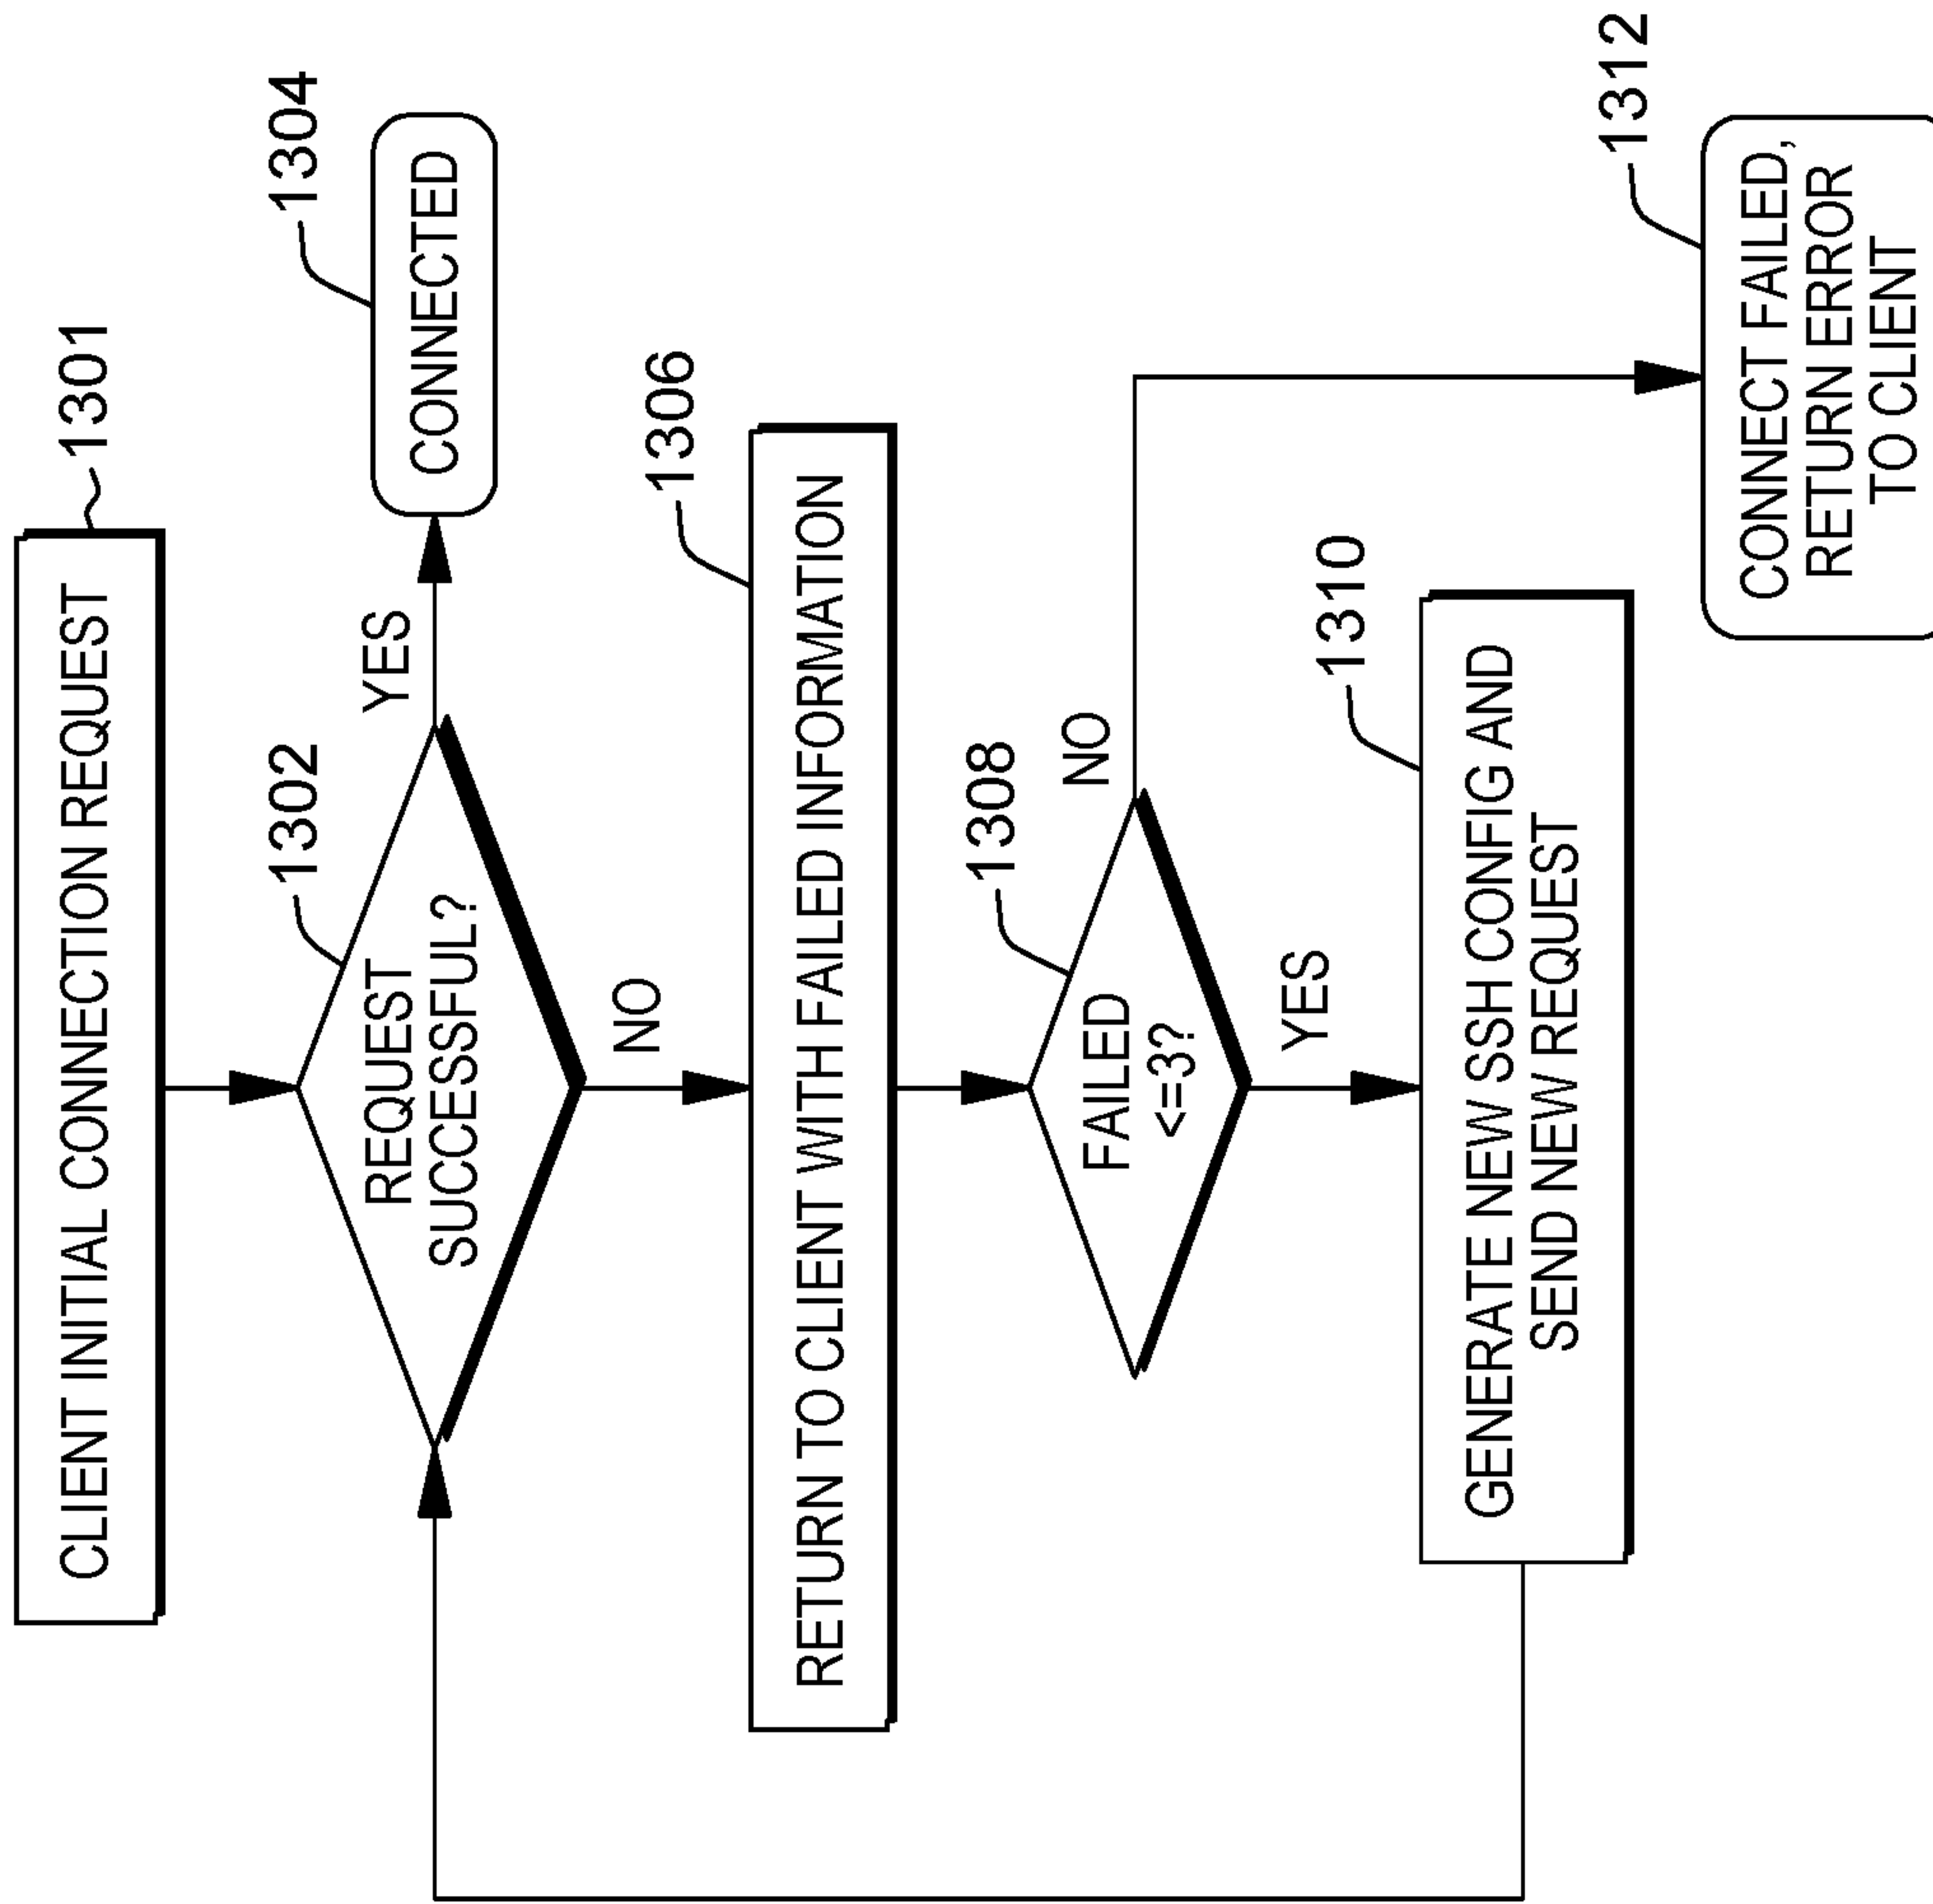 CLIENT INITIAL CONNECTION REQUEST
1301
REQUEST
SUCCESSFUL?
1302
YES
CONNECTED
1304
NO
RETURN TO CLIENT WITH FAILED INFORMATION
1306
FAILED
<=3?
1308
NO
YES
GENERATE NEW SSH CONFIG AND
SEND NEW REQUEST
1310
CONNECT FAILED,
RETURN ERROR
TO CLIENT
1312